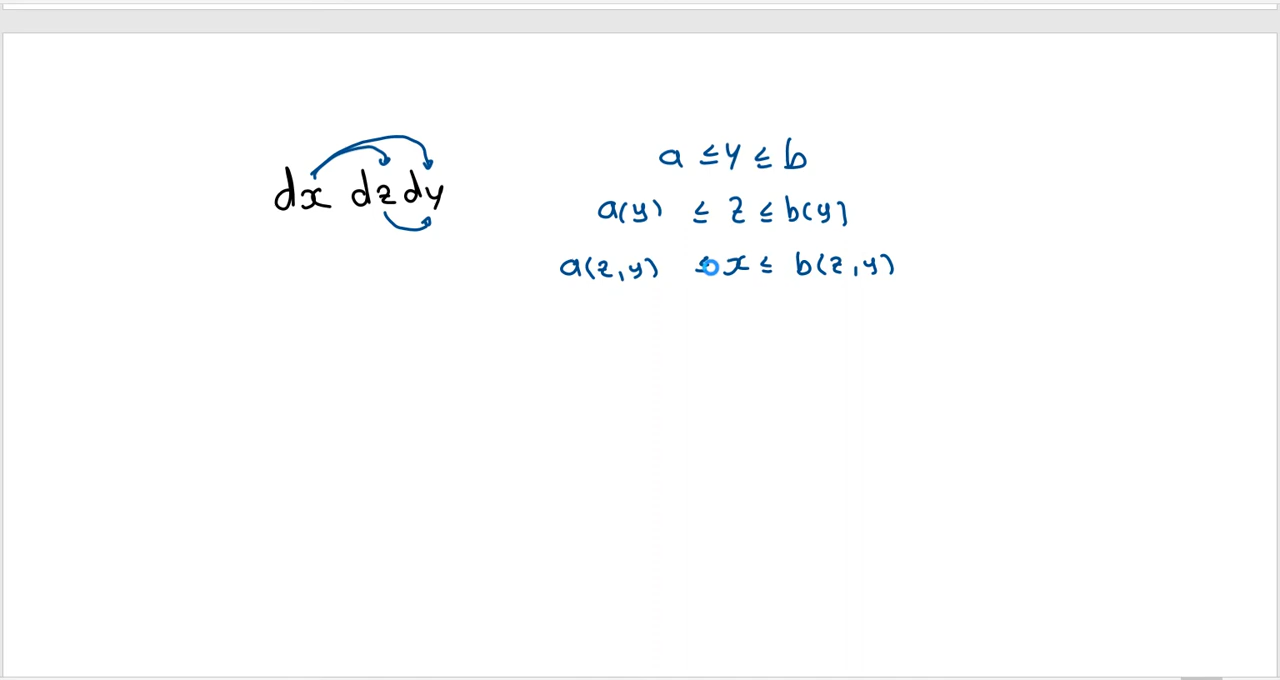 dx dz dy
a ≤ y ≤ b
a(y) ≤ z ≤ b(y)
a(z,y) ≤ x ≤ b(z,y)